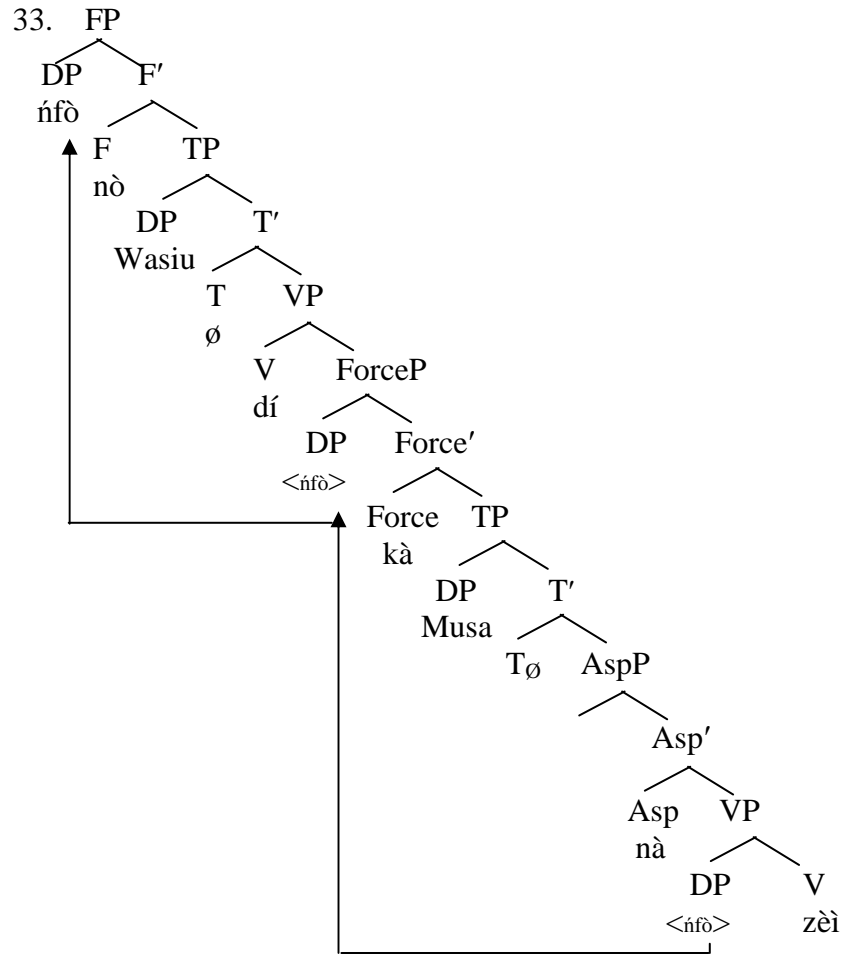 33. FP
DP F′
ńfò
F TP
nò
DP T′
Wasiu
T VP
ø
V ForceP
dí
DP Force′
<ńfò>
Force TP
kà
DP T′
Musa
Tø AspP
Asp′
Asp VP
nà
DP V
<ńfò> zèì